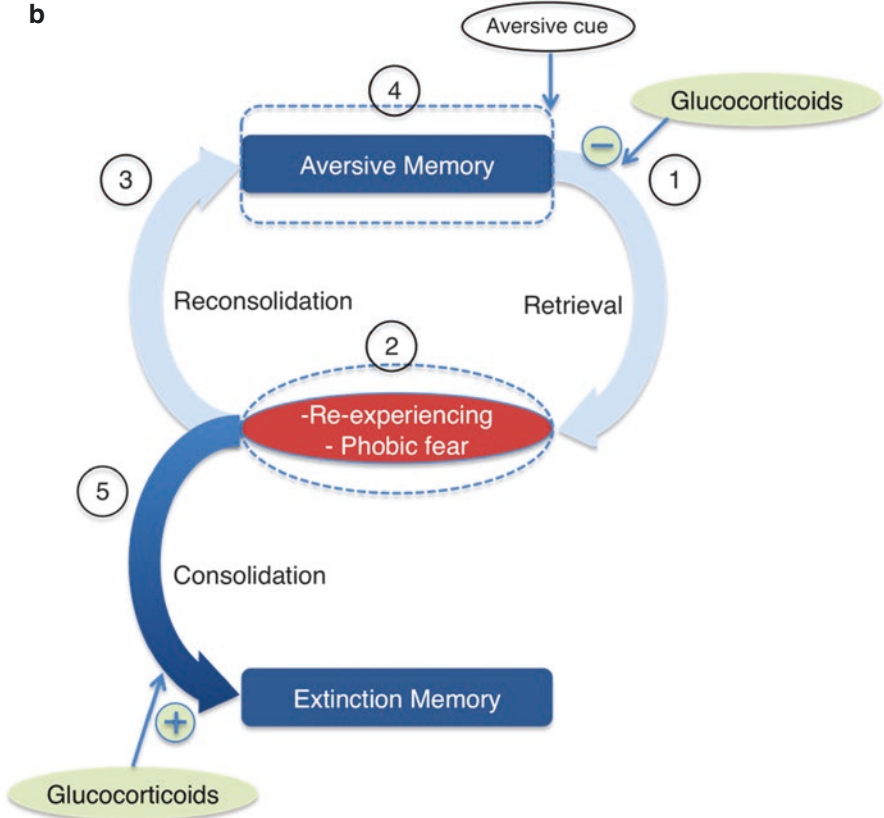 b
Aversive cue
4
Glucocorticoids
−
Aversive Memory
3
1
Reconsolidation
Retrieval
2
-Re-experiencing
- Phobic fear
5
Consolidation
Extinction Memory
+
Glucocorticoids